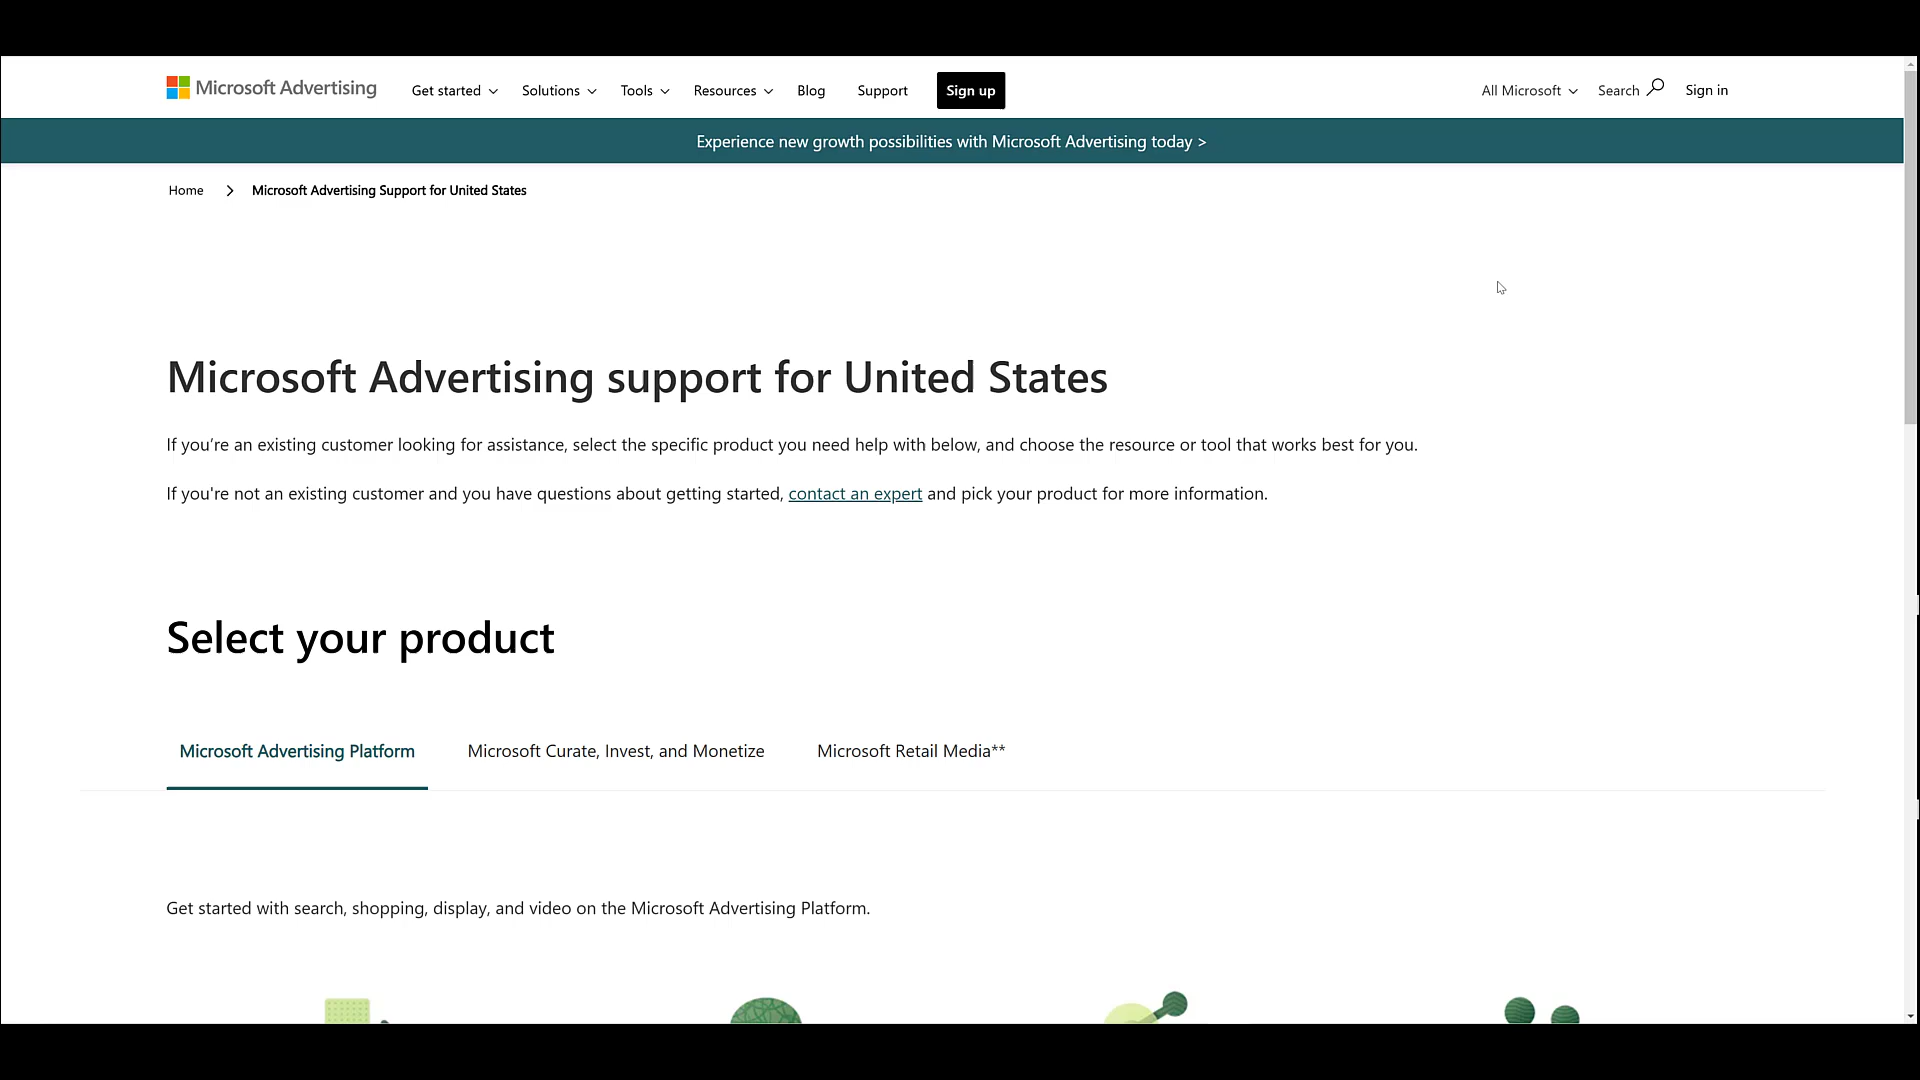 Microsoft Advertising Get started Solutions Tools Resources Blog Support Sign up All Microsoft Search Sign in
Experience new growth possibilities with Microsoft Advertising today >
Home > Microsoft Advertising Support for United States
Microsoft Advertising support for United States
If you’re an existing customer looking for assistance, select the specific product you need help with below, and choose the resource or tool that works best for you.
If you're not an existing customer and you have questions about getting started, contact an expert and pick your product for more information.
Select your product
Microsoft Advertising Platform Microsoft Curate, Invest, and Monetize Microsoft Retail Media**
Get started with search, shopping, display, and video on the Microsoft Advertising Platform.